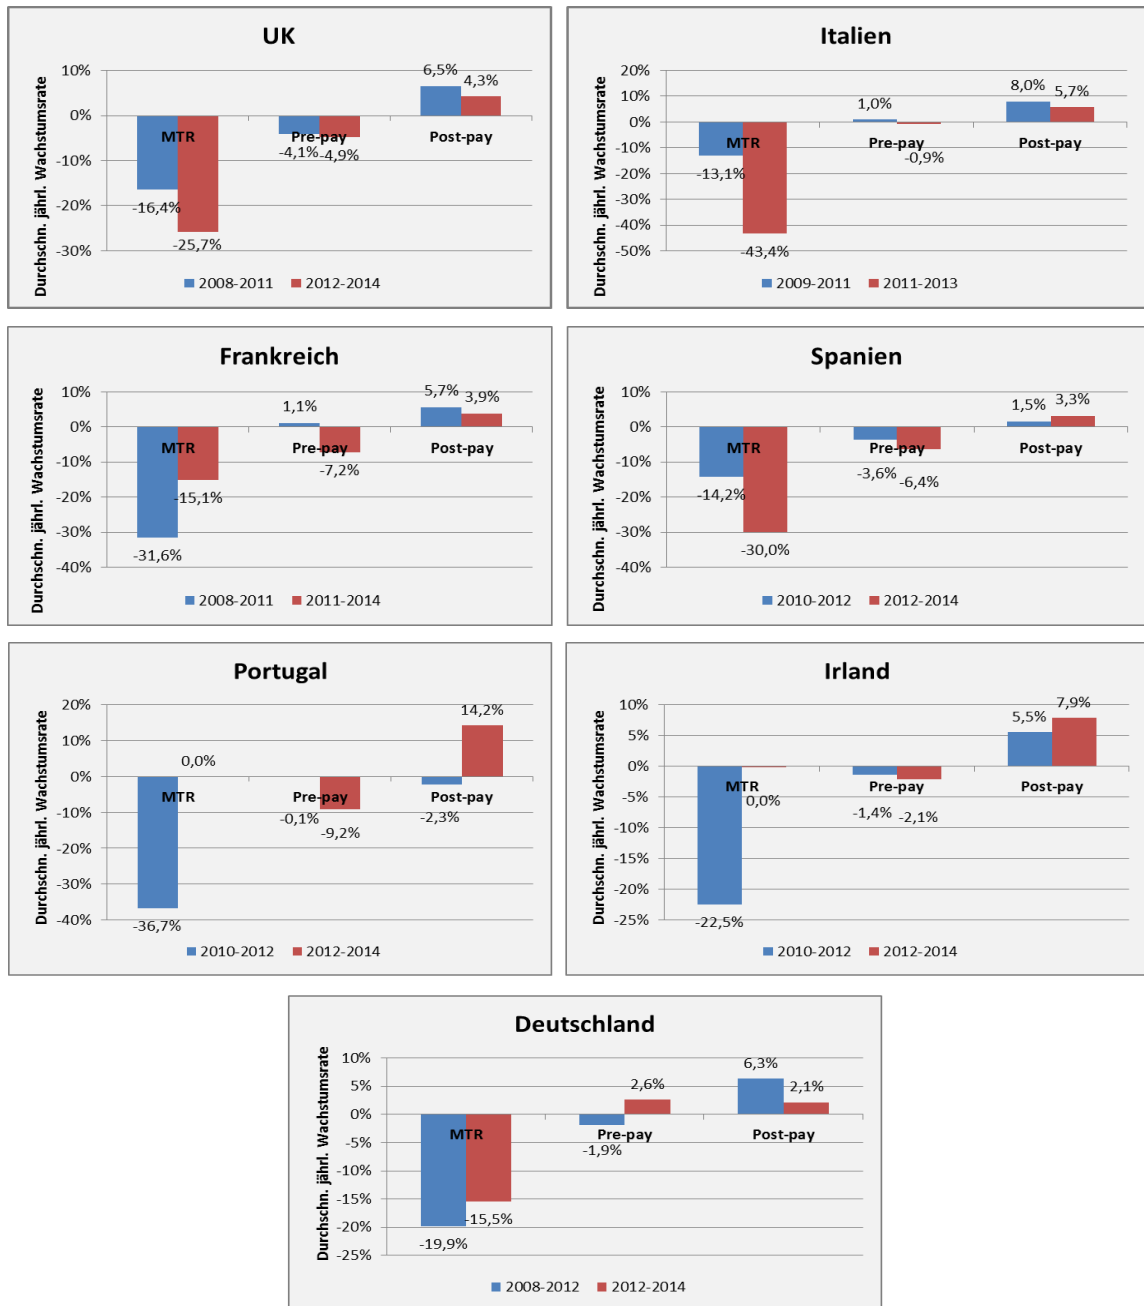 UK
Durchschn. jährl. Wachstumsrate
10%
0%
-10%
-20%
-30%
6,5%
4,3%
MTR
Pre-pay
Post-pay
-4,1%
-4,9%
-16,4%
-25,7%
2008-2011
2012-2014
Italien
Durchschn. jährl. Wachstumsrate
20%
10%
0%
-10%
-20%
-30%
-40%
-50%
8,0%
5,7%
1,0%
MTR
Pre-pay
Post-pay
-0,9%
-13,1%
-43,4%
2009-2011
2011-2013
Frankreich
Durchschn. jährl. Wachstumsrate
10%
0%
-10%
-20%
-30%
-40%
5,7%
3,9%
1,1%
MTR
Pre-pay
Post-pay
-7,2%
-15,1%
-31,6%
2008-2011
2011-2014
Spanien
Durchschn. jährl. Wachstumsrate
10%
0%
-10%
-20%
-30%
-40%
1,5%
3,3%
MTR
Pre-pay
Post-pay
-3,6%
-6,4%
-14,2%
-30,0%
2010-2012
2012-2014
Portugal
Durchschn. jährl. Wachstumsrate
20%
10%
0%
-10%
-20%
-30%
-40%
14,2%
0,0%
MTR
Pre-pay
Post-pay
-0,1%
-9,2%
-2,3%
-36,7%
2010-2012
2012-2014
Irland
Durchschn. jährl. Wachstumsrate
10%
5%
0%
-5%
-10%
-15%
-20%
-25%
5,5%
7,9%
MTR
Pre-pay
Post-pay
0,0%
-1,4%
-2,1%
-22,5%
2010-2012
2012-2014
Deutschland
Durchschn. jährl. Wachstumsrate
10%
5%
0%
-5%
-10%
-15%
-20%
-25%
6,3%
2,6%
2,1%
MTR
Pre-pay
Post-pay
-1,9%
-15,5%
-19,9%
2008-2012
2012-2014